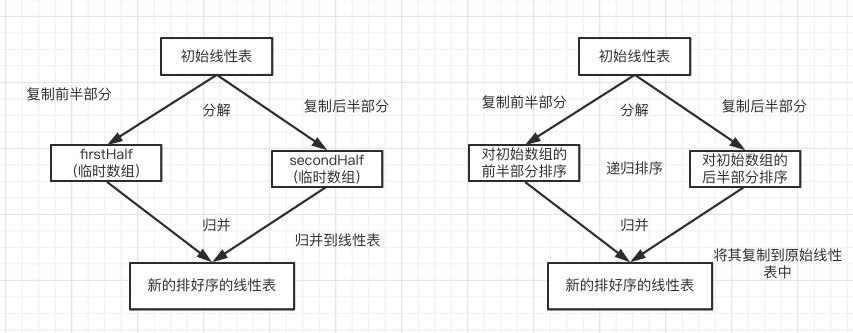 初始线性表
复制前半部分
分解
复制后半部分
firstHalf
(临时数组)
secondHalf
(临时数组)
归并
归并到线性表
新的排好序的线性表
初始线性表
复制前半部分
分解
复制后半部分
对初始数组的
前半部分排序
递归排序
对初始数组的
后半部分排序
归并
将其复制到原始线性
表中
新的排好序的线性表